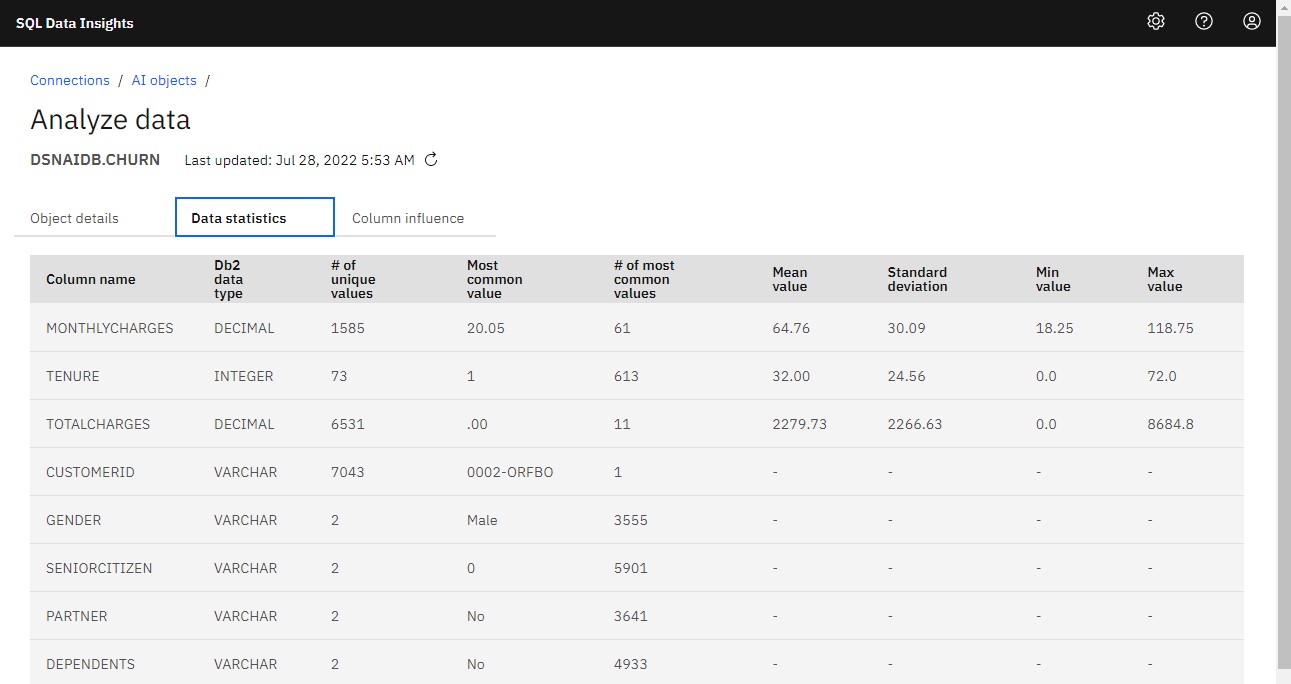 SQL Data Insights
Connections / AI objects /
Analyze data
DSNAIDB.CHURN Last updated: Jul 28, 2022 5:53 AM
Object details Data statistics Column influence
Column name Db2 data type # of unique values Most common value # of most common values Mean value Standard deviation Min value Max value
MONTHLYCHARGES DECIMAL 1585 20.05 61 64.76 30.09 18.25 118.75
TENURE INTEGER 73 1 613 32.00 24.56 0.0 72.0
TOTALCHARGES DECIMAL 6531 .00 11 2279.73 2266.63 0.0 8684.8
CUSTOMERID VARCHAR 7043 0002-ORFBO 1 - - - -
GENDER VARCHAR 2 Male 3555 - - - -
SENIORCITIZEN VARCHAR 2 0 5901 - - - -
PARTNER VARCHAR 2 No 3641 - - - -
DEPENDENTS VARCHAR 2 No 4933 - - - -